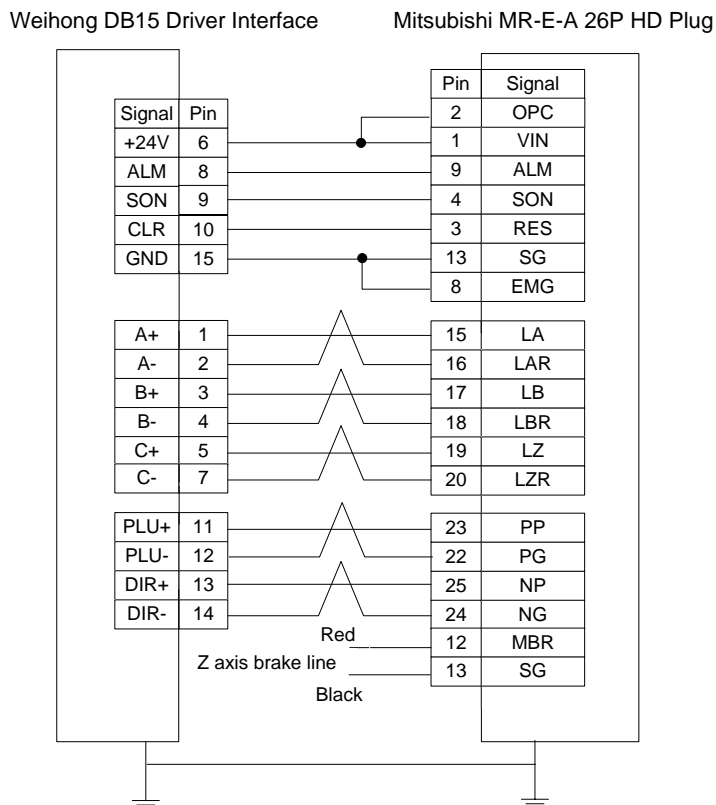 Weihong DB15 Driver Interface Mitsubishi MR-E-A 26P HD Plug
Pin Signal
Signal Pin 2 OPC
+24V 6 1 VIN
ALM 8 9 ALM
SON 9 4 SON
CLR 10 3 RES
GND 15 13 SG
8 EMG
A+ 1 15 LA
A- 2 16 LAR
B+ 3 17 LB
B- 4 18 LBR
C+ 5 19 LZ
C- 7 20 LZR
PLU+ 11 23 PP
PLU- 12 22 PG
DIR+ 13 25 NP
DIR- 14 24 NG
Red 12 MBR
Z axis brake line 13 SG
Black